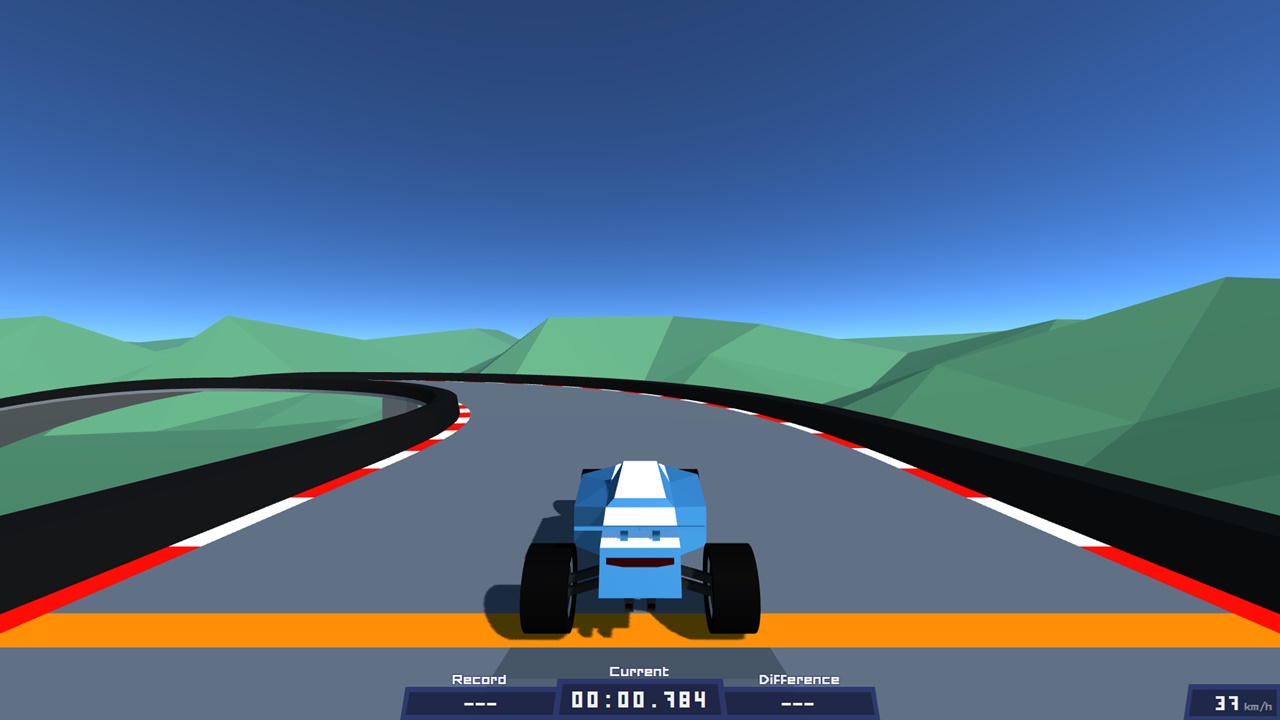 Record
---
Current
00:00.784
Difference
---
37 km/h